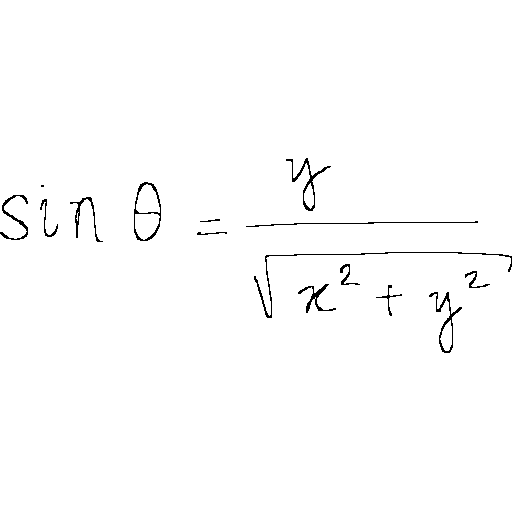 sin θ = y / √(x² + y²)